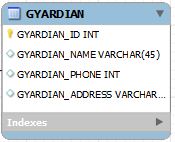 GYARDIAN
GYARDIAN_ID INT
GYARDIAN_NAME VARCHAR(45)
GYARDIAN_PHONE INT
GYARDIAN_ADDRESS VARCHAR...
Indexes